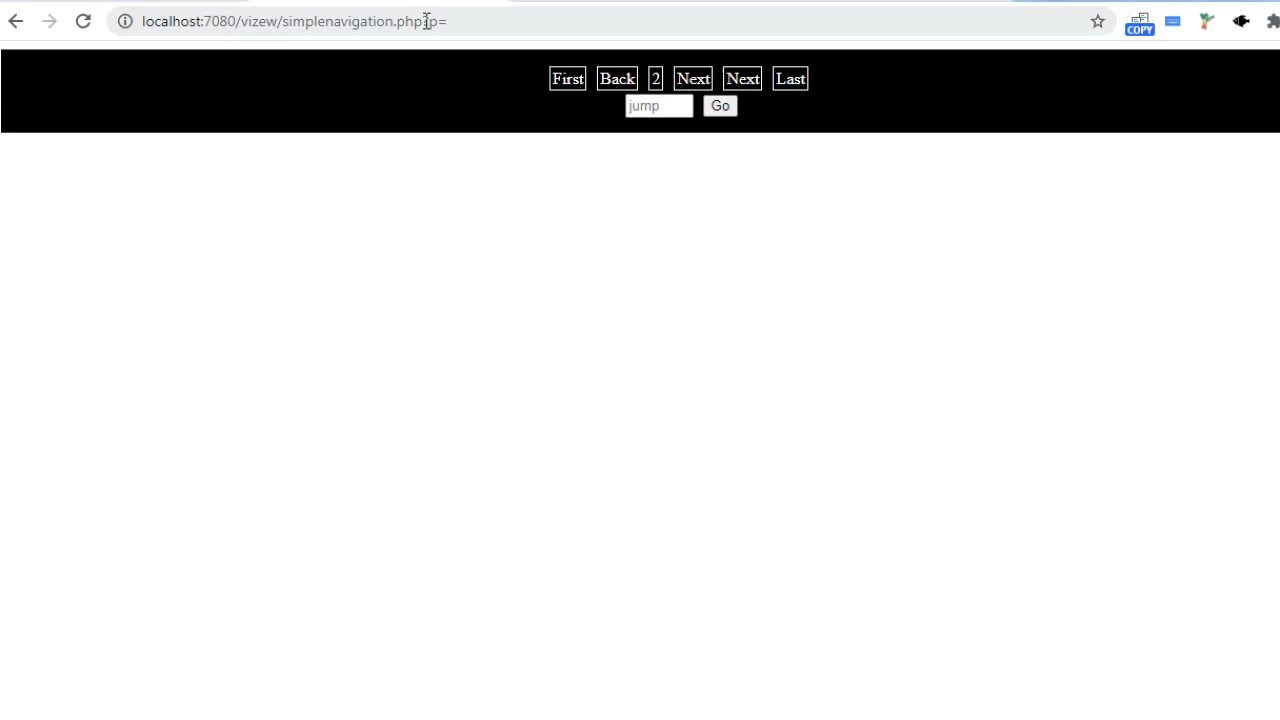 localhost:7080/vizew/simplenavigation.php?p=
COPY
First Back 2 Next Next Last
jump Go